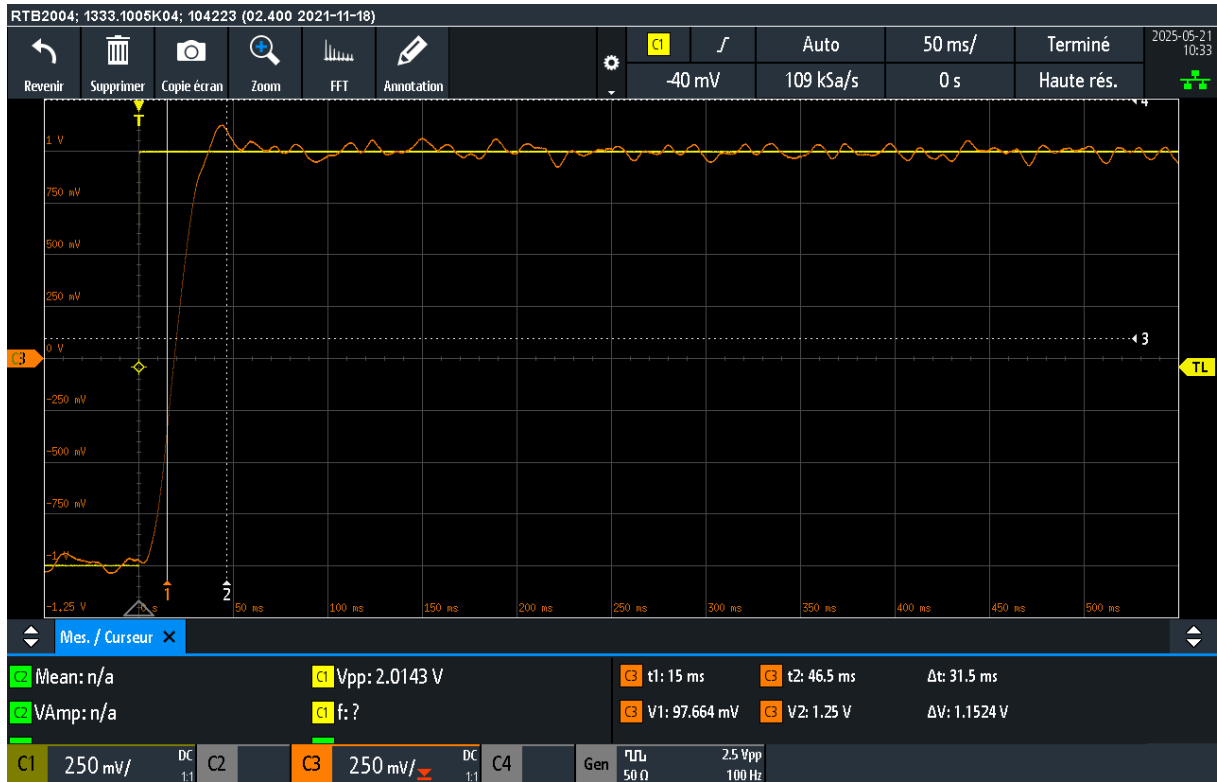 RTB2004; 1333.1005K04; 104223 (02.400 2021-11-18)
Revenir Supprimer Copie écran Zoom FFT Annotation
C1 Auto 50 ms/ Terminé
-40 mV 109 kSa/s 0 s Haute rés.
2025-05-21
10:33
T
4
1 V
750 mV
500 mV
250 mV
0 V
3
C3
TL
-250 mV
-500 mV
-750 mV
-1 V
1 2
-1.25 V 0 s 50 ms 100 ms 150 ms 200 ms 250 ms 300 ms 350 ms 400 ms 450 ms 500 ms
Mes. / Curseur
C2 Mean: n/a C1 Vpp: 2.0143 V C3 t1: 15 ms C3 t2: 46.5 ms Δt: 31.5 ms
C2 VAmp: n/a C1 f: ? C3 V1: 97.664 mV C3 V2: 1.25 V ΔV: 1.1524 V
C1 250 mV/ DC 1:1 C2 C3 250 mV/ DC 1:1 C4 Gen 2.5 Vpp
50 Ω 100 Hz